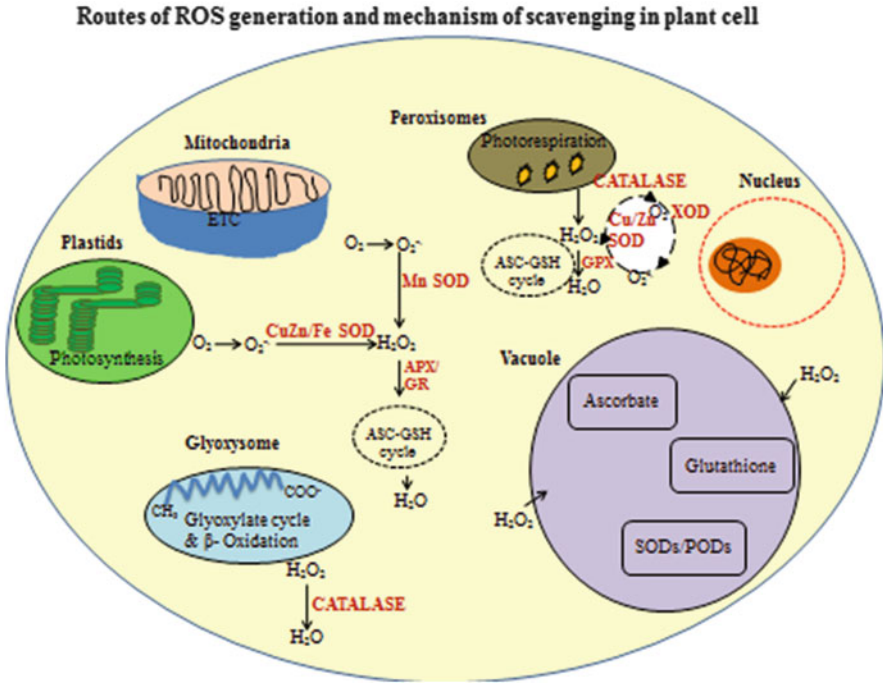 Routes of ROS generation and mechanism of scavenging in plant cell
Peroxisomes
Photorespiration
Mitochondria
ETC
CATALASE
Nucleus
O₂
XOD
Cu/Zn
SOD
H₂O₂
O₂⁻
GPX
ASC-GSH
cycle
H₂O
Plastids
Photosynthesis
O₂
O₂⁻
Mn SOD
O₂
O₂⁻
CuZn/Fe SOD
H₂O₂
APX/
GR
ASC-GSH
cycle
H₂O
Vacuole
H₂O₂
Ascorbate
Glutathione
H₂O₂
SODs/PODs
Glyoxysome
CH₃
COO⁻
Glyoxylate cycle
& β- Oxidation
H₂O₂
CATALASE
H₂O